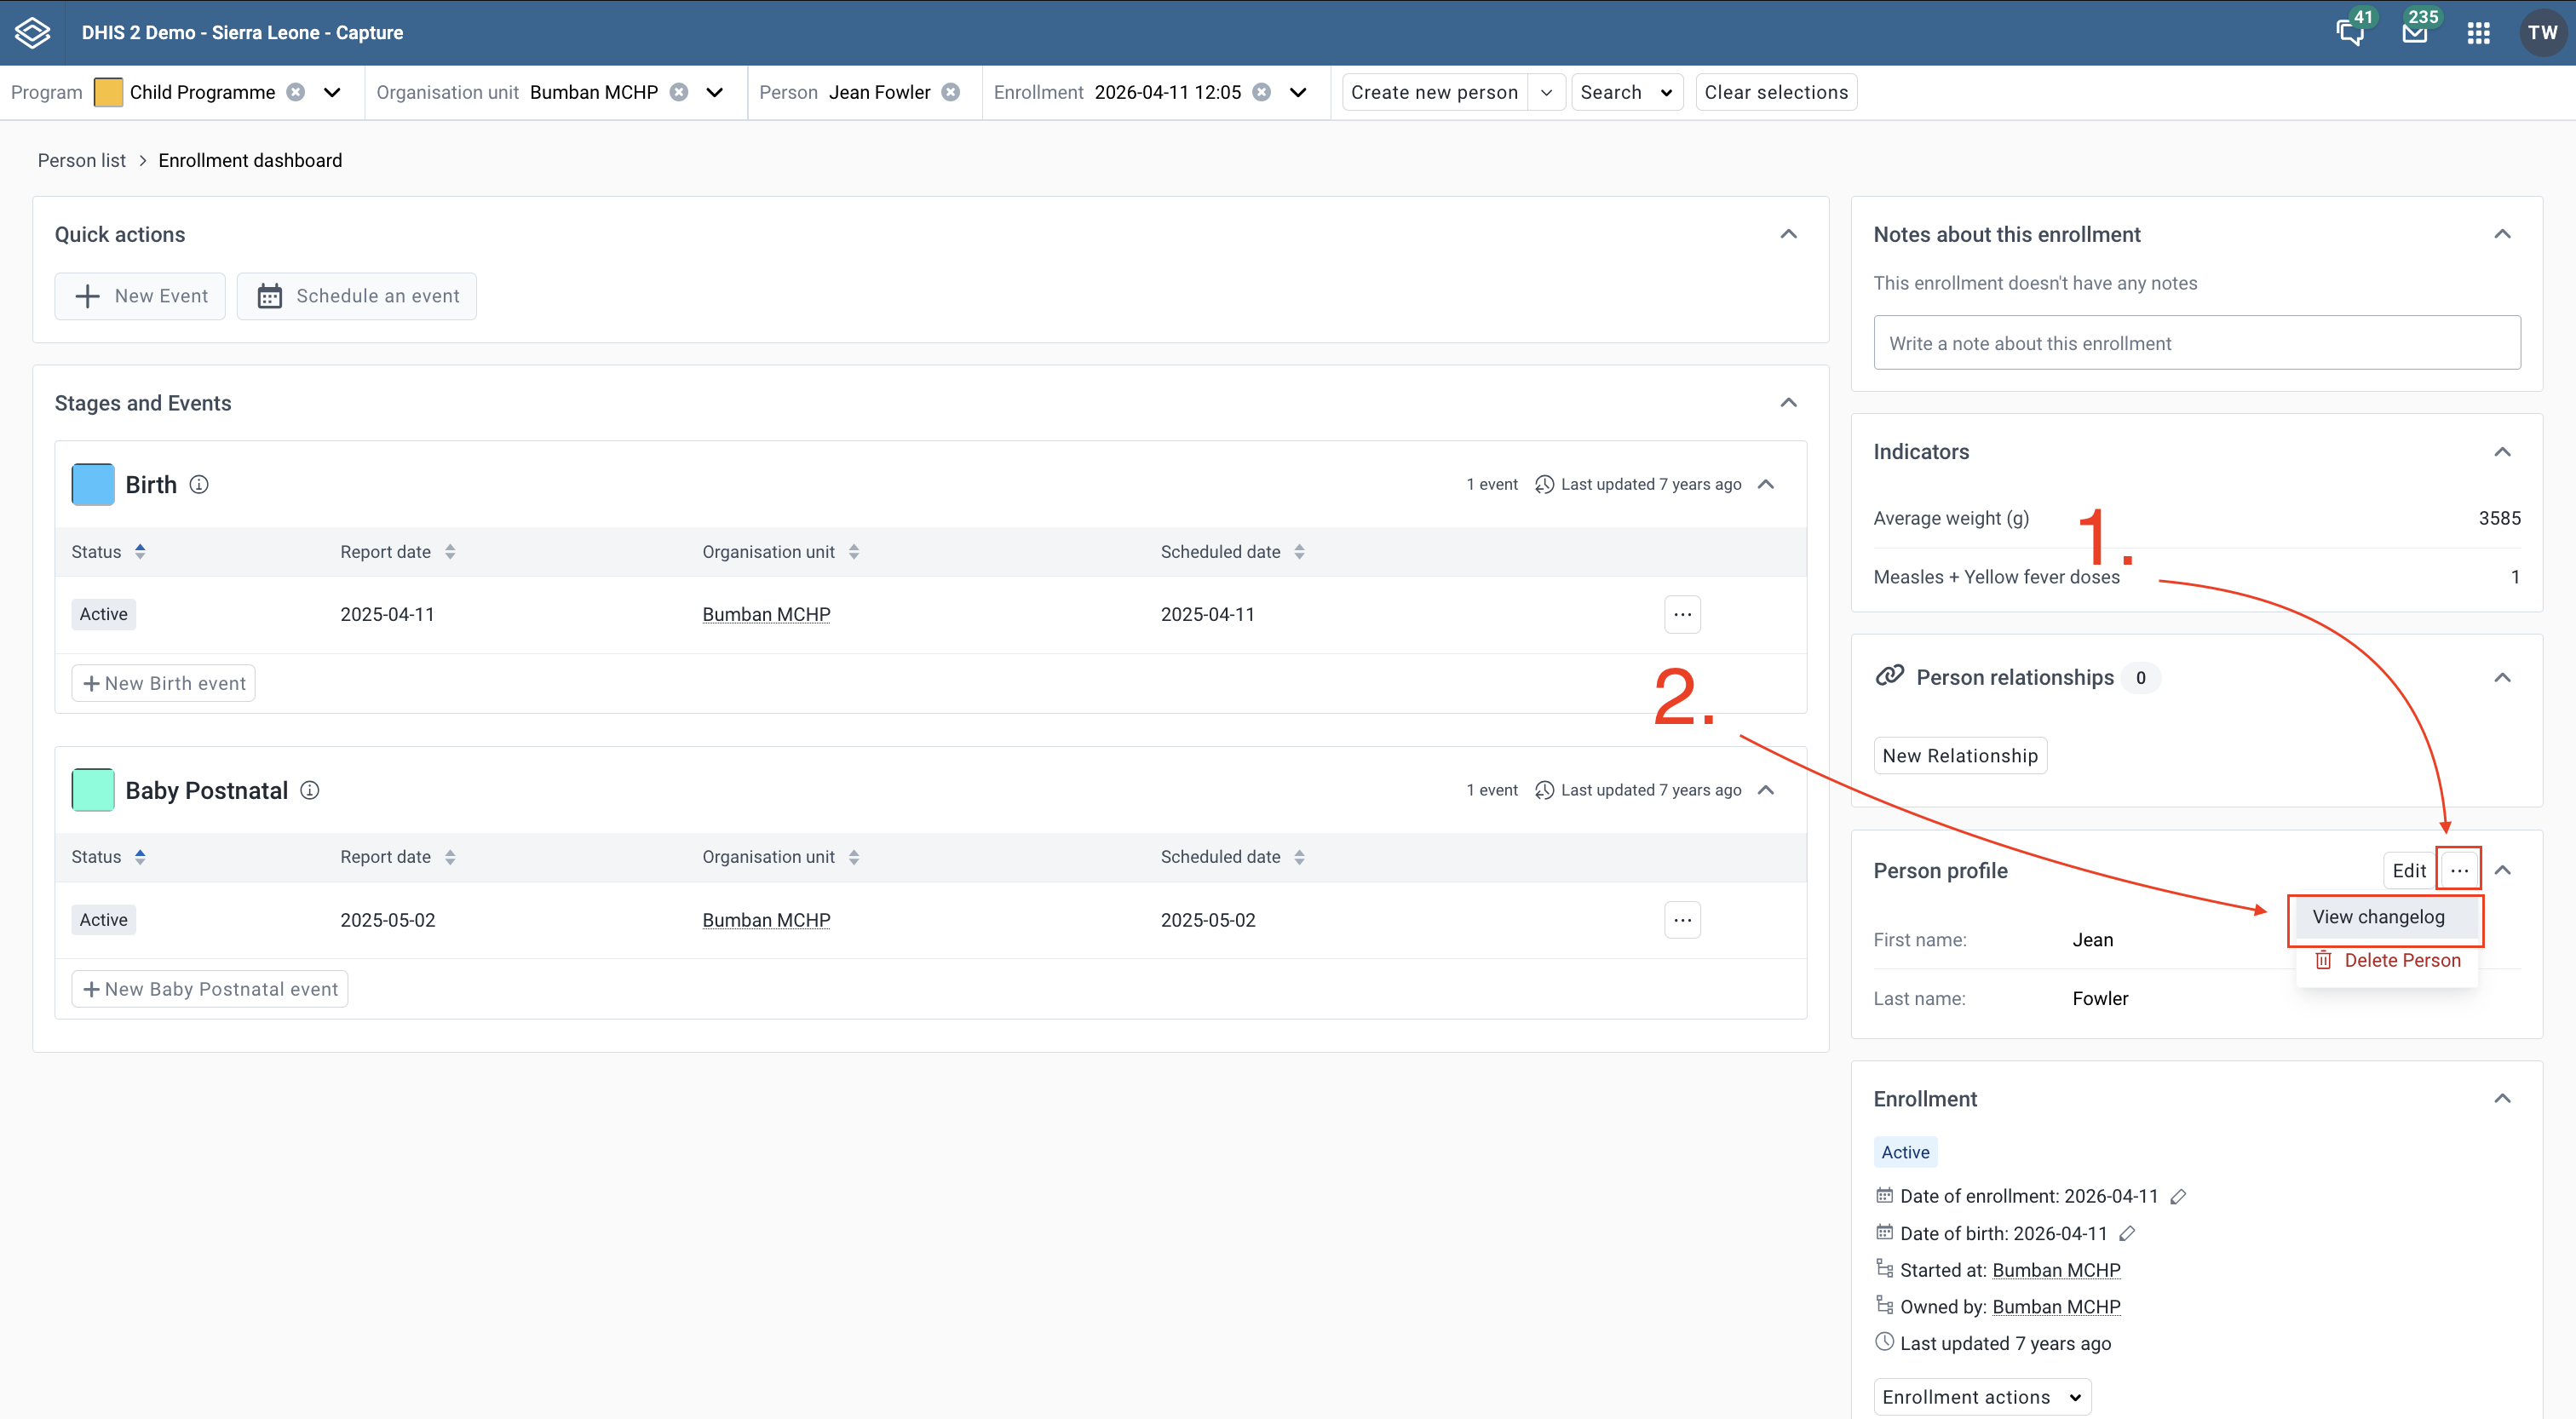 DHIS 2 Demo - Sierra Leone - Capture
41
235
TW
Program Child Programme
Organisation unit Bumban MCHP
Person Jean Fowler
Enrollment 2026-04-11 12:05
Create new person
Search
Clear selections
Person list > Enrollment dashboard
Quick actions
New Event
Schedule an event
Stages and Events
Birth
1 event Last updated 7 years ago
Status Report date Organisation unit Scheduled date
Active 2025-04-11 Bumban MCHP 2025-04-11
+ New Birth event
2.
Baby Postnatal
1 event Last updated 7 years ago
Status Report date Organisation unit Scheduled date
Active 2025-05-02 Bumban MCHP 2025-05-02
+ New Baby Postnatal event
Notes about this enrollment
This enrollment doesn't have any notes
Write a note about this enrollment
Indicators
Average weight (g) 3585
1.
Measles + Yellow fever doses 1
Person relationships 0
New Relationship
Person profile
Edit
View changelog
Delete Person
First name: Jean
Last name: Fowler
Enrollment
Active
Date of enrollment: 2026-04-11
Date of birth: 2026-04-11
Started at: Bumban MCHP
Owned by: Bumban MCHP
Last updated 7 years ago
Enrollment actions